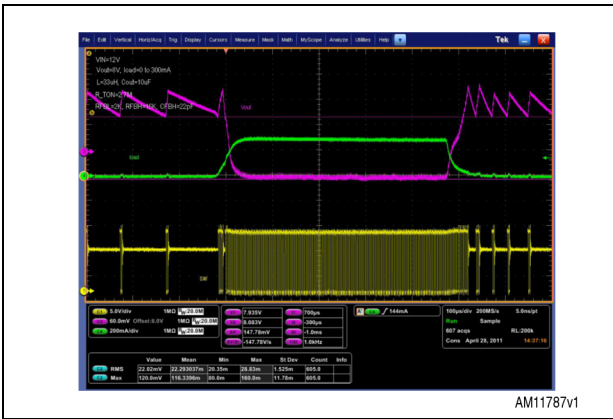 File Edit Vertical Horiz/Acq Trig Display Cursors Measure Mask Math MyScope Analyze Utilities Help Tek
VIN=12V
Vout=8V, load=0 to 300mA
L=33uH, Cout=10uF
R_TON=2.7M
RFBL=2K, RFBH=18K, CFBH=22pF
Vout
load
SW
5.0V/div 1MΩ :20.0M
60.0mV Offset:8.0V 1MΩ :20.0M
200mA/div 1MΩ :20.0M
7.935V
8.083V
147.78mV
-147.78V/s
700µs
-300µs
-1.0ms
1.0kHz
144mA
100µs/div 200MS/s 5.0ns/pt
Run Sample
607 acqs RL:200k
Cons April 28, 2011 14:37:18
Value Mean Min Max St Dev Count Info
RMS 22.02mV 22.293037m 20.35m 28.83m 1.525m 605.0
Max 120.0mV 116.3396m 80.0m 160.0m 11.78m 605.0
AM11787v1